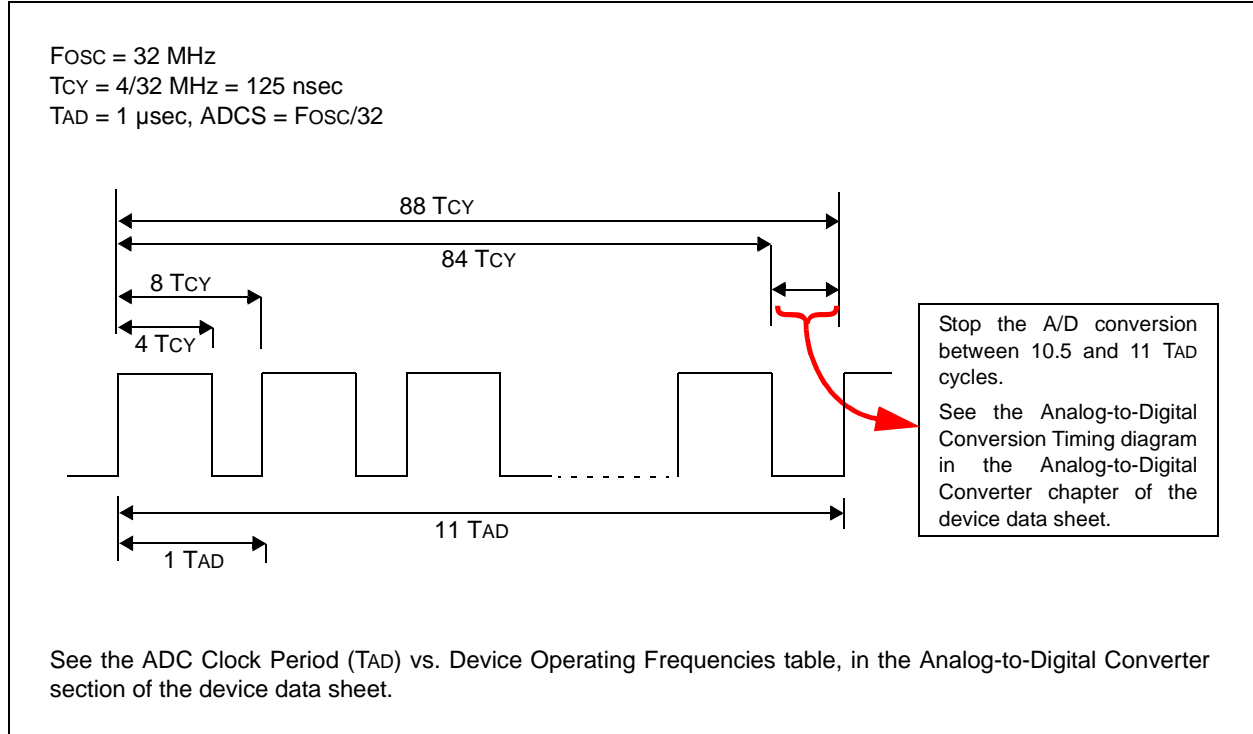 FOSC = 32 MHz
TCY = 4/32 MHz = 125 nsec
TAD = 1 µsec, ADCS = FOSC/32
88 TCY
84 TCY
8 TCY
4 TCY
Stop the A/D conversion
between 10.5 and 11 TAD
cycles.
See the Analog-to-Digital
Conversion Timing diagram
in the Analog-to-Digital
Converter chapter of the
device data sheet.
11 TAD
1 TAD
See the ADC Clock Period (TAD) vs. Device Operating Frequencies table, in the Analog-to-Digital Converter
section of the device data sheet.